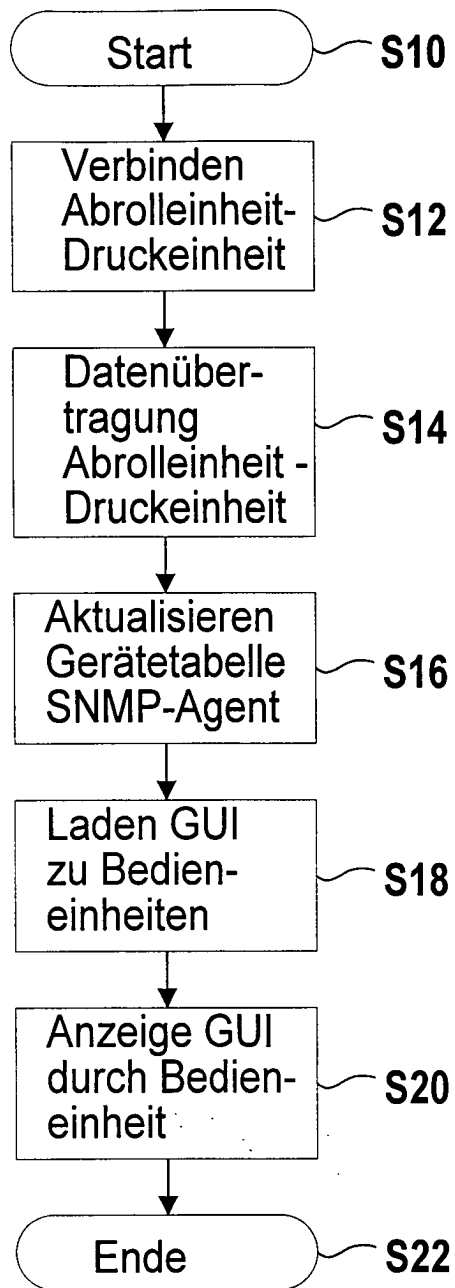 Start
S10
Verbinden
Abrolleinheit-
Druckeinheit
S12
Datenüber-
tragung
Abrolleinheit -
Druckeinheit
S14
Aktualisieren
Gerätetabelle
SNMP-Agent
S16
Laden GUI
zu Bedien-
einheiten
S18
Anzeige GUI
durch Bedien-
einheit
S20
Ende
S22